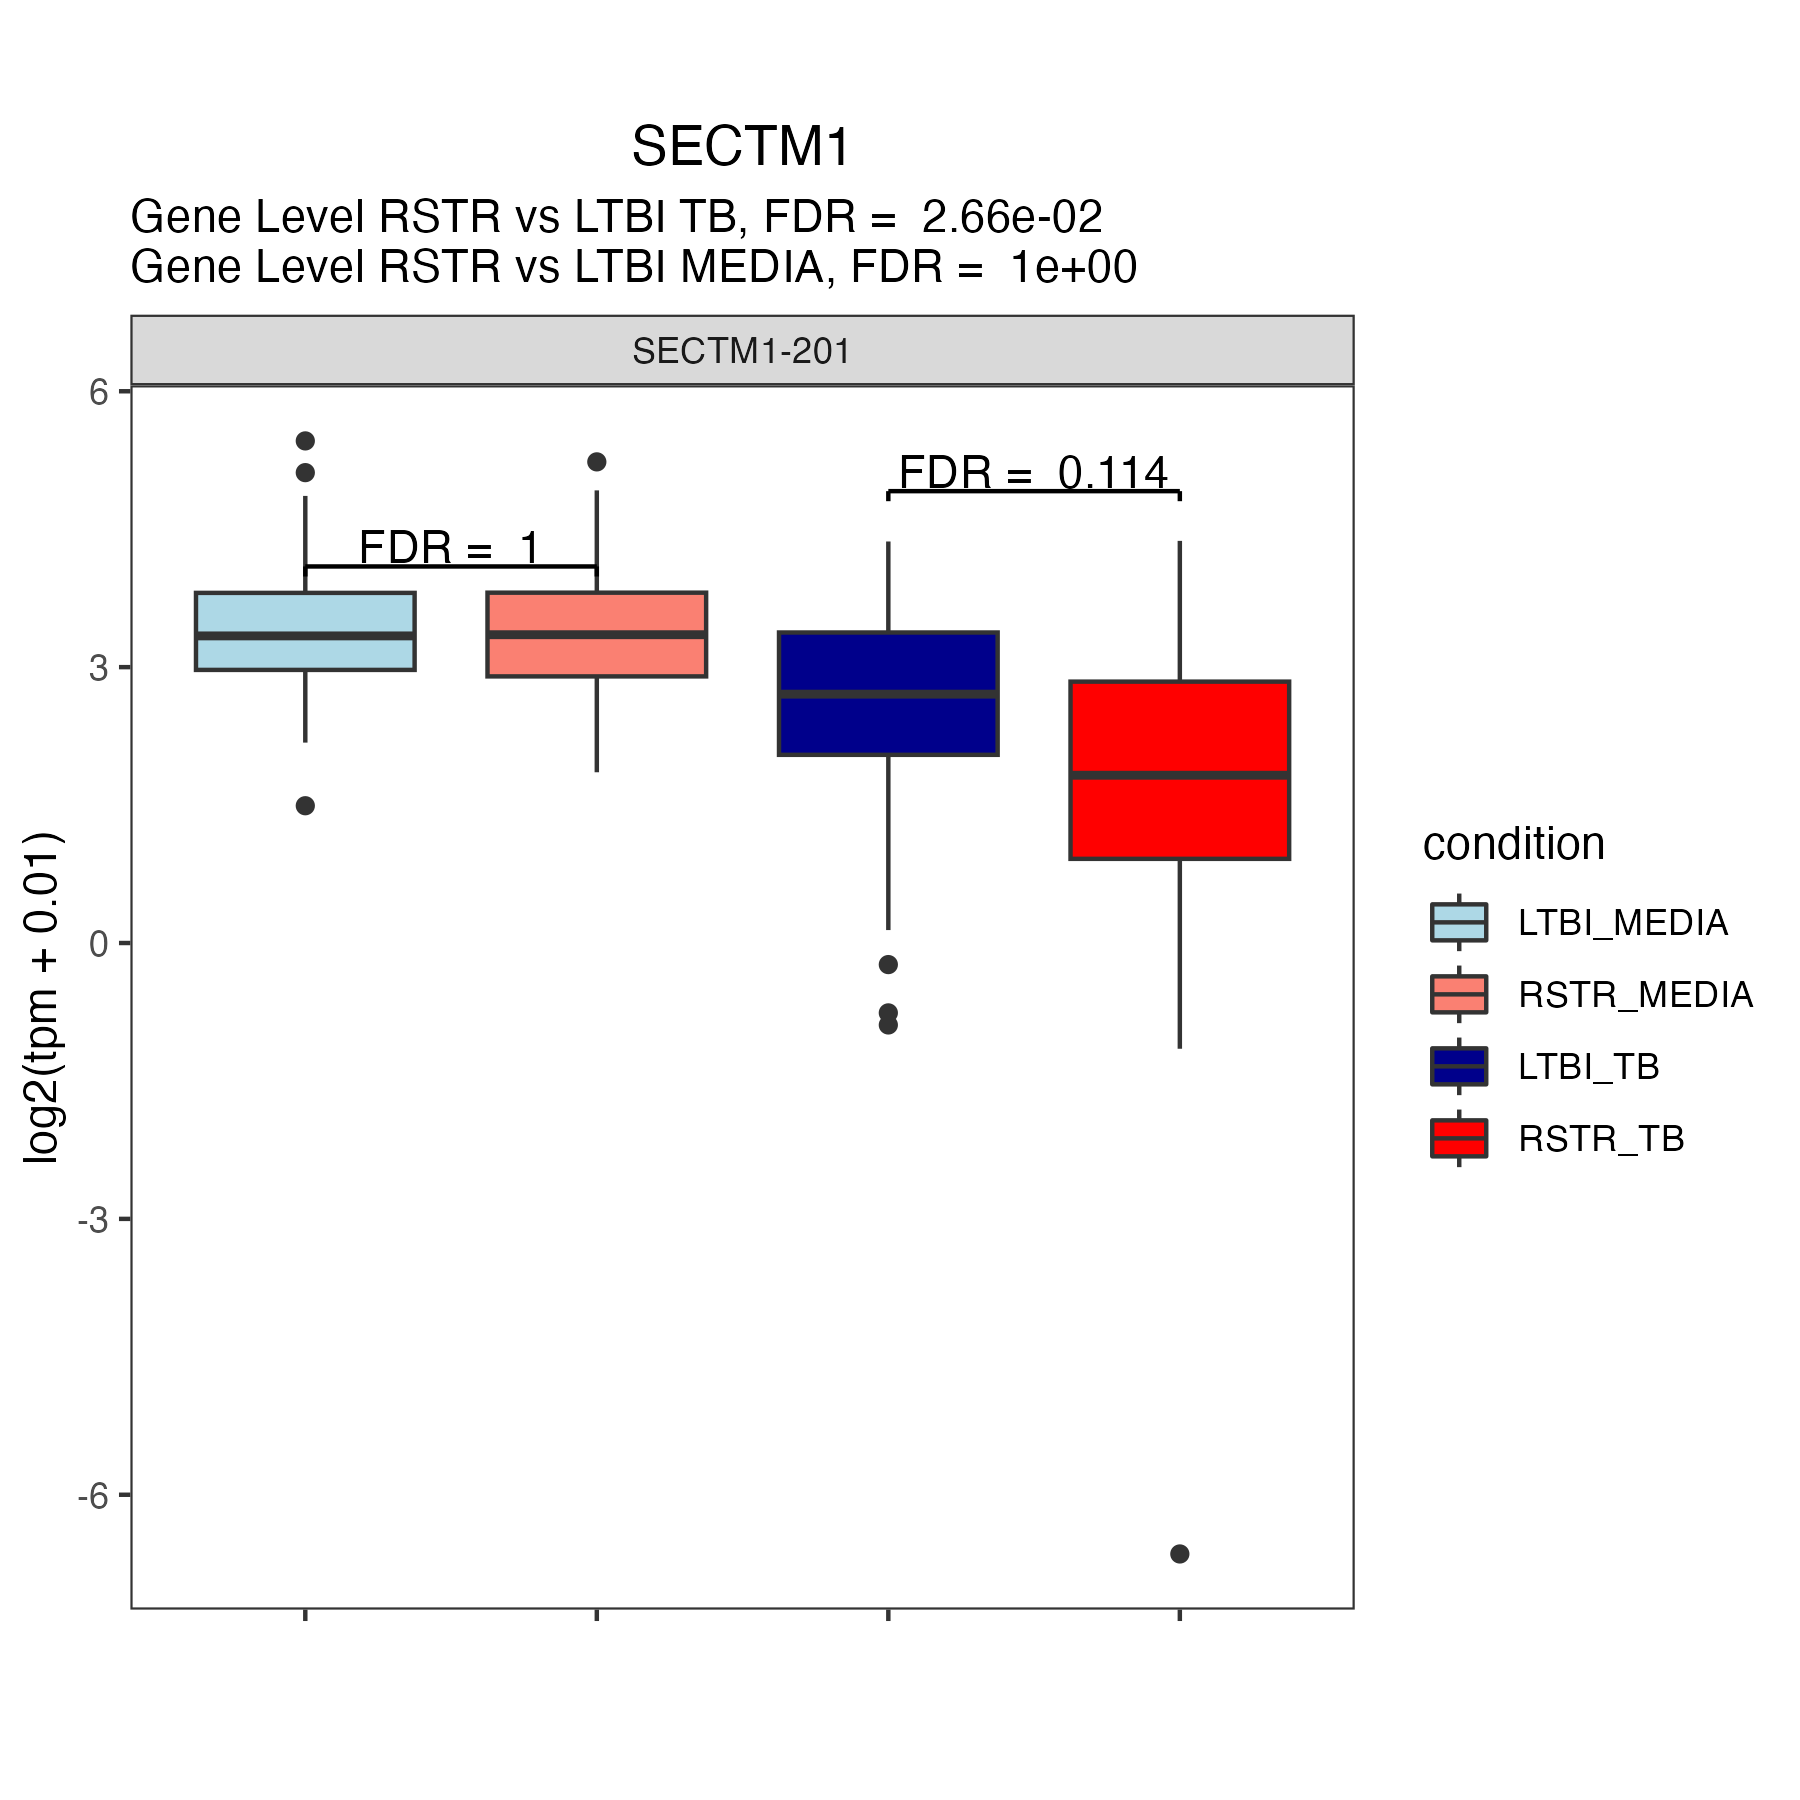 SECTM1
Gene Level RSTR vs LTBI TB, FDR =  2.66e-02
Gene Level RSTR vs LTBI MEDIA, FDR =  1e+00
SECTM1-201
6
3
0
-3
-6
log2(tpm + 0.01)
FDR =  1
FDR =  0.114
condition
LTBI_MEDIA
RSTR_MEDIA
LTBI_TB
RSTR_TB